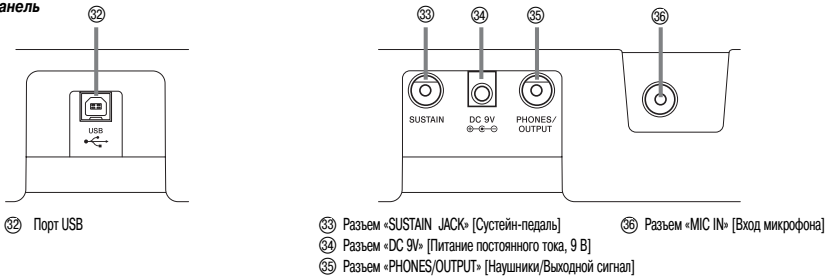 анель
㉜ ㉝ ㉞ ㉟ ㊱
USB
SUSTAIN DC 9V PHONES/
OUTPUT
㉜ Порт USB
㉝ Разъем «SUSTAIN JACK» [Сустейн-педаль]
㉞ Разъем «DC 9V» [Питание постоянного тока, 9 В]
㉟ Разъем «PHONES/OUTPUT» [Наушники/Выходной сигнал]
㊱ Разъем «MIC IN» [Вход микрофона]